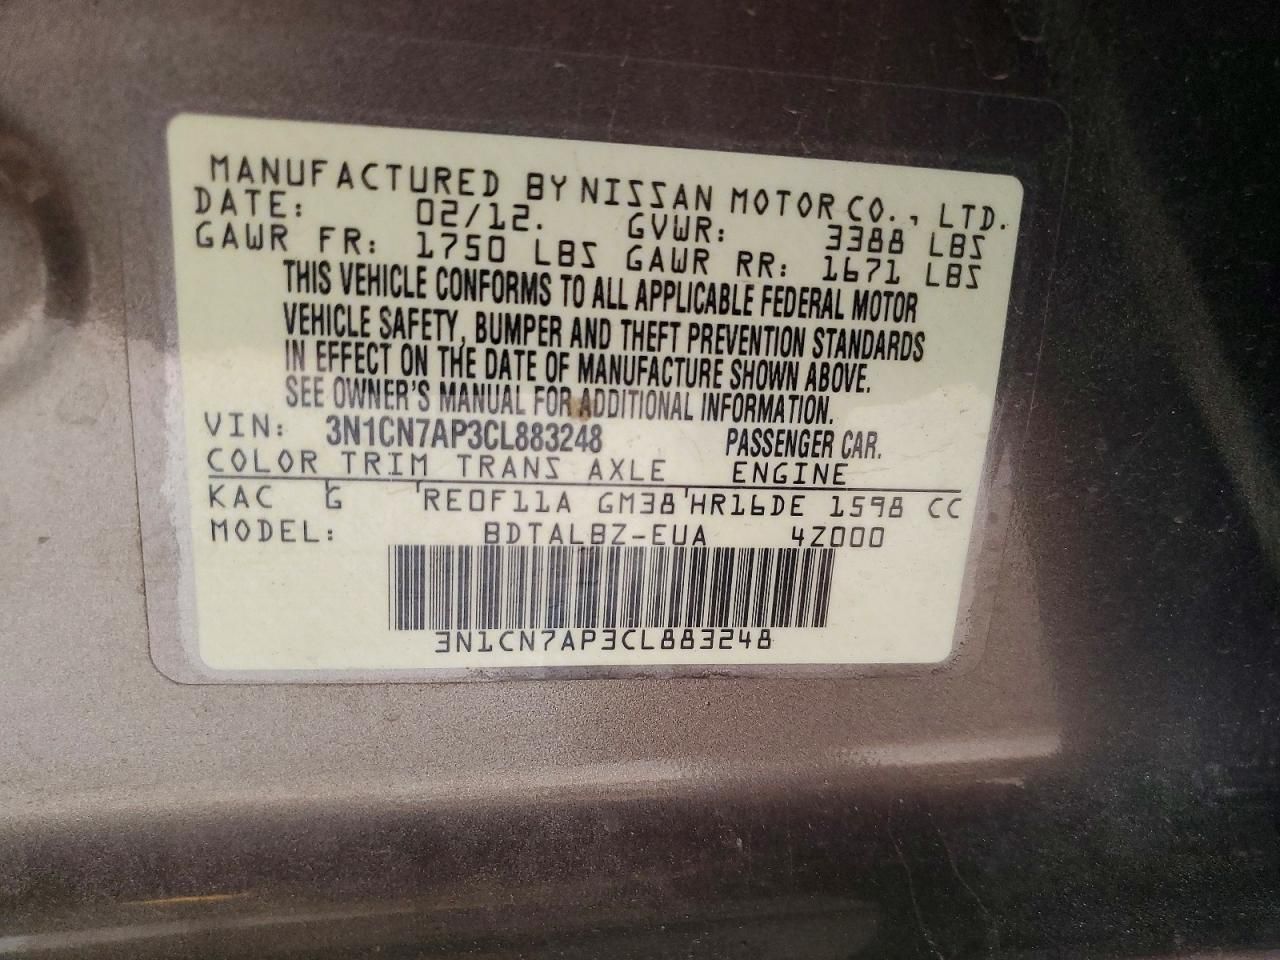 MANUFACTURED BY NISSAN MOTOR CO., LTD.
DATE: 02/12. GVWR: 3388 LBS
GAWR FR: 1750 LBS GAWR RR: 1671 LBS
THIS VEHICLE CONFORMS TO ALL APPLICABLE FEDERAL MOTOR
VEHICLE SAFETY, BUMPER AND THEFT PREVENTION STANDARDS
IN EFFECT ON THE DATE OF MANUFACTURE SHOWN ABOVE.
SEE OWNER'S MANUAL FOR ADDITIONAL INFORMATION.
VIN: 3N1CN7AP3CL883248 PASSENGER CAR.
COLOR TRIM TRANS AXLE ENGINE
KAC G RE0F11A GM38 HR16DE 1598 CC
MODEL: BDTALBZ-EUA 4Z000
3N1CN7AP3CL883248